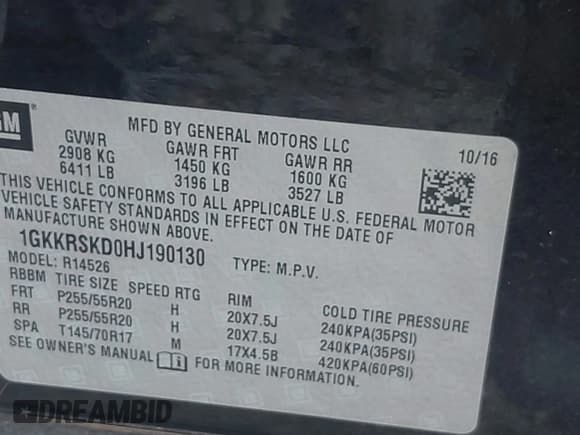 GM ®
MFD BY GENERAL MOTORS LLC
10/16
GVWR GAWR FRT GAWR RR
2908 KG 1450 KG 1600 KG
6411 LB 3196 LB 3527 LB
THIS VEHICLE CONFORMS TO ALL APPLICABLE U.S. FEDERAL MOTOR
VEHICLE SAFETY STANDARDS IN EFFECT ON THE DATE OF
MANUFACTURE SHOWN ABOVE.
1GKKRSKD0HJ190130 TYPE: M.P.V.
MODEL: R14526
RBBM TIRE SIZE SPEED RTG RIM COLD TIRE PRESSURE
FRT P255/55R20 H 20X7.5J 240KPA(35PSI)
RR P255/55R20 H 20X7.5J 240KPA(35PSI)
SPA T145/70R17 M 17X4.5B 420KPA(60PSI)
SEE OWNER'S MANUAL FOR MORE INFORMATION.
DREAMBID